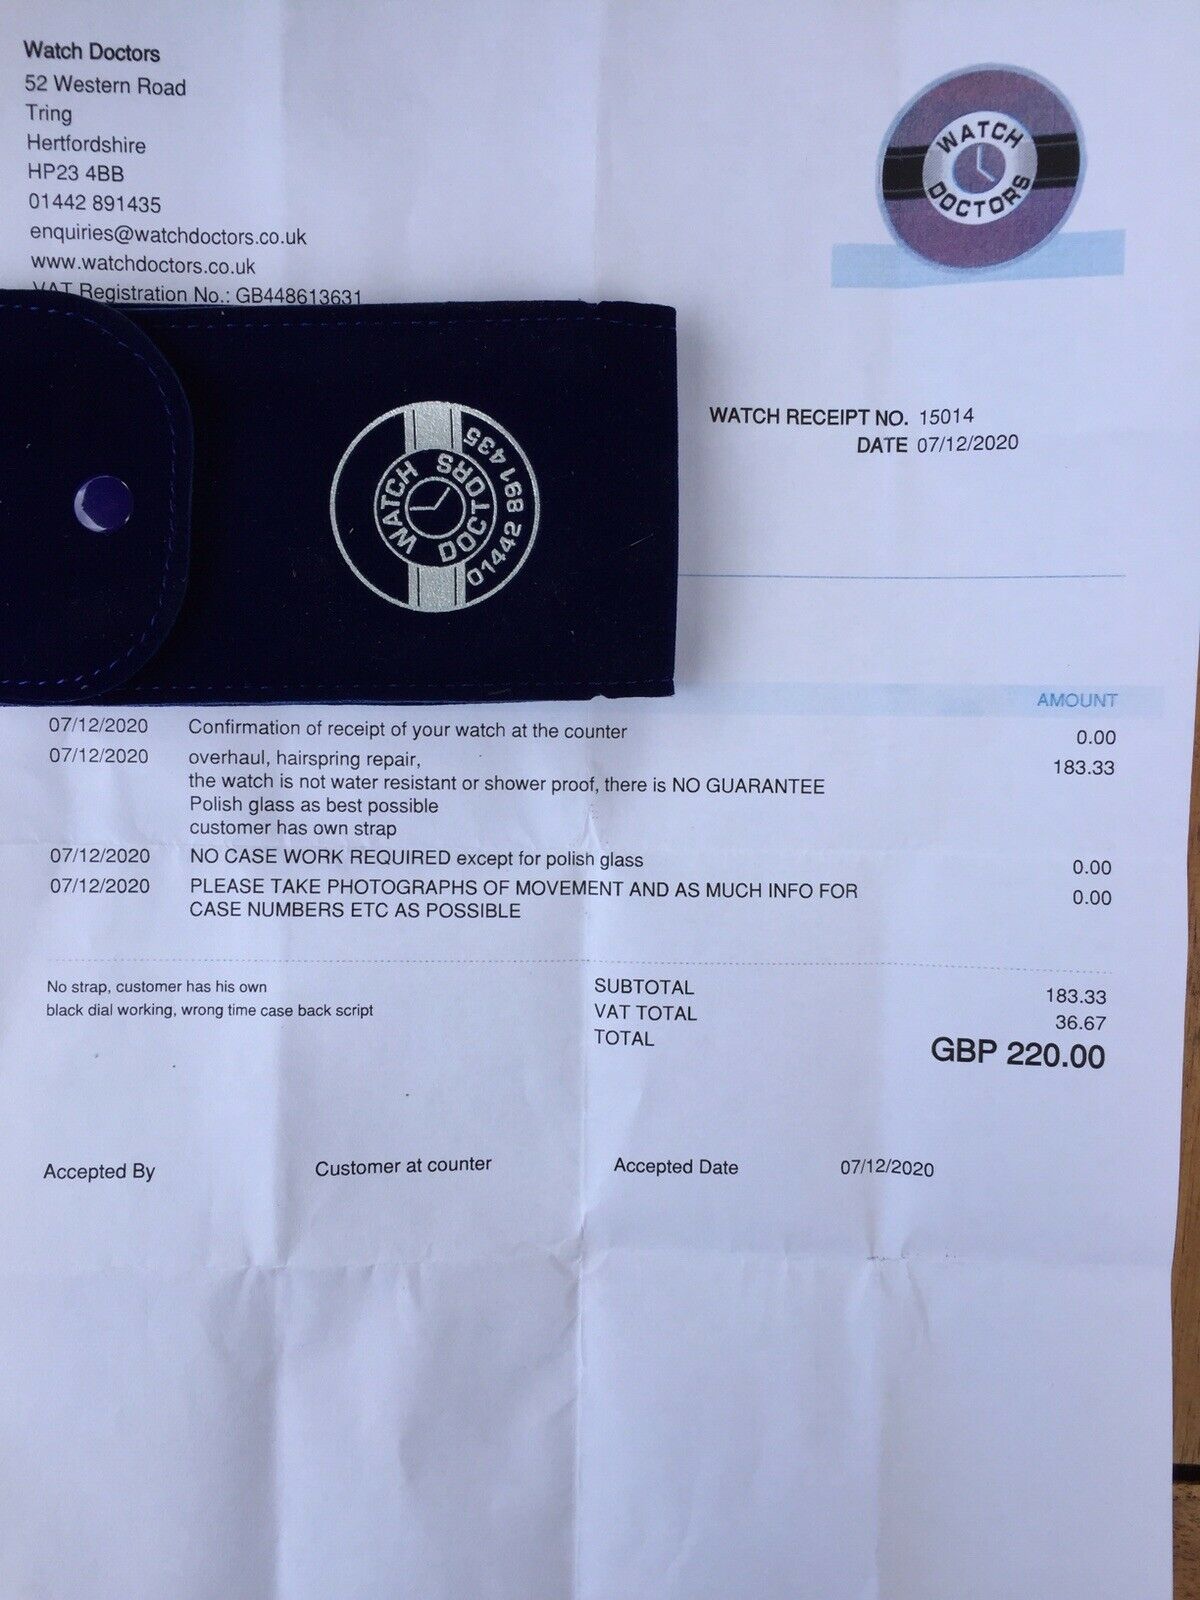 Watch Doctors
52 Western Road
Tring
Hertfordshire
HP23 4BB
01442 891435
enquiries@watchdoctors.co.uk
www.watchdoctors.co.uk
VAT Registration No.: GB448613631
WATCH
DOCTORS
WATCH RECEIPT NO. 15014
DATE 07/12/2020
WATCH DOCTORS
01442 891435
AMOUNT
07/12/2020 Confirmation of receipt of your watch at the counter 0.00
07/12/2020 overhaul, hairspring repair, 183.33
the watch is not water resistant or shower proof, there is NO GUARANTEE
Polish glass as best possible
customer has own strap
07/12/2020 NO CASE WORK REQUIRED except for polish glass 0.00
07/12/2020 PLEASE TAKE PHOTOGRAPHS OF MOVEMENT AND AS MUCH INFO FOR 0.00
CASE NUMBERS ETC AS POSSIBLE
No strap, customer has his own
black dial working, wrong time case back script
SUBTOTAL 183.33
VAT TOTAL 36.67
TOTAL GBP 220.00
Accepted By Customer at counter Accepted Date 07/12/2020